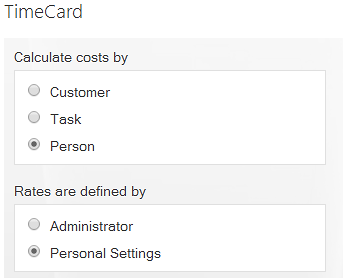 TimeCard
Calculate costs by
Customer
Task
Person
Rates are defined by
Administrator
Personal Settings